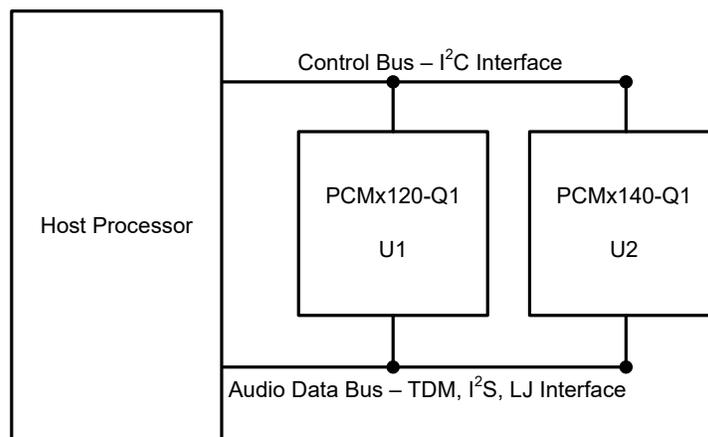 Control Bus – I²C Interface
PCMx120-Q1
PCMx140-Q1
Host Processor
U1
U2
Audio Data Bus – TDM, I²S, LJ Interface